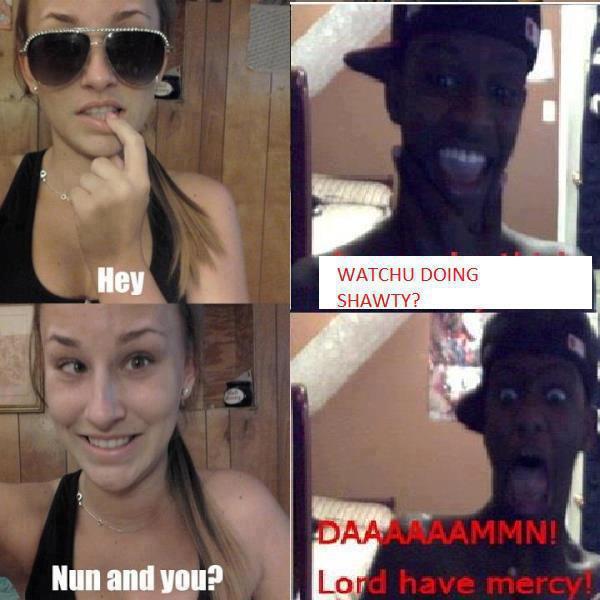 Hey
WATCHU DOING
SHAWTY?
Nun and you?
DAAAAAAMMN!
Lord have mercy!